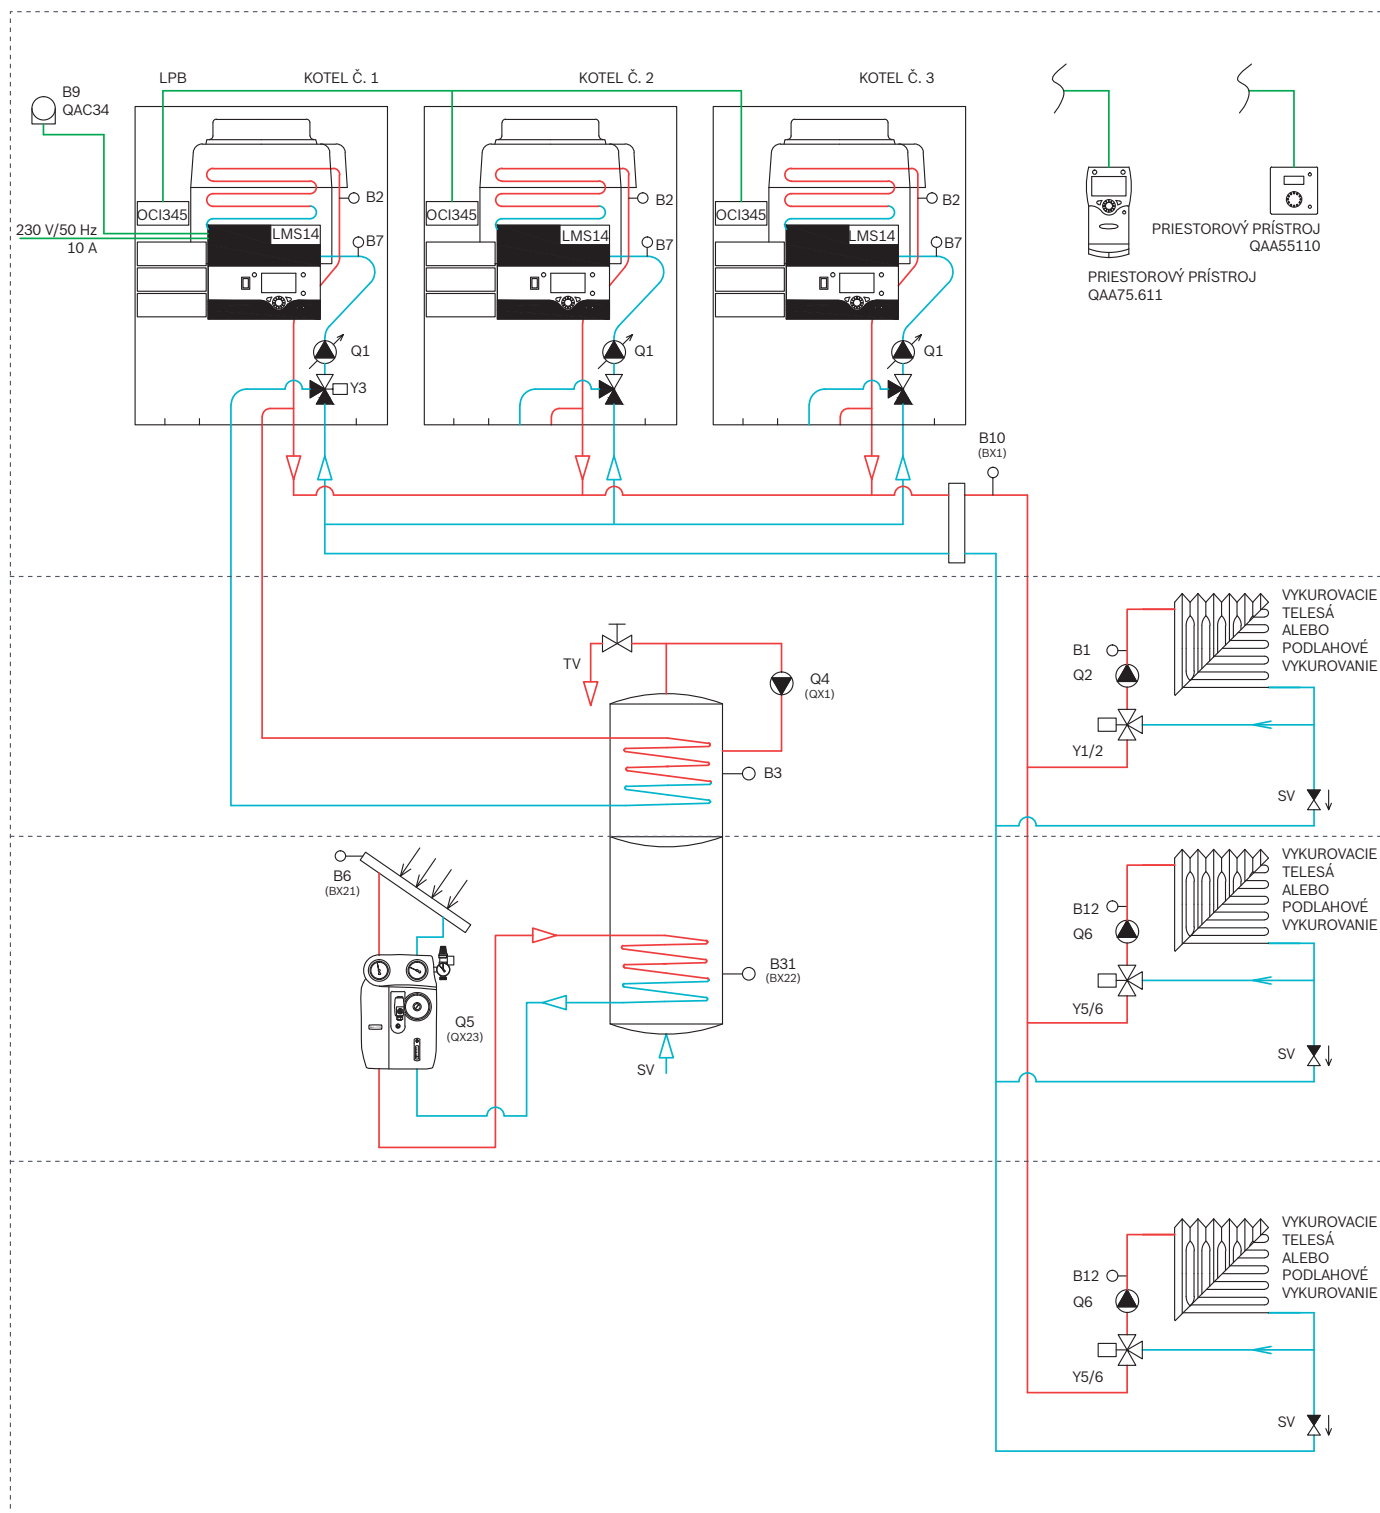 LPB
KOTEL Č. 1
KOTEL Č. 2
KOTEL Č. 3
B9
QAC34
B2
B2
B2
OCI345
OCI345
OCI345
230 V/50 Hz
10 A
LMS14
LMS14
LMS14
B7
B7
B7
PRIESTOROVÝ PRÍSTROJ
QAA55110
PRIESTOROVÝ PRÍSTROJ
QAA75.611
Q1
Q1
Q1
Y3
B10
(BX1)
VYKUROVACIE
TELESÁ
ALEBO
PODLAHOVÉ
VYKUROVANIE
B1
Q2
Y1/2
SV
TV
Q4
(QX1)
B3
B6
(BX21)
VYKUROVACIE
TELESÁ
ALEBO
PODLAHOVÉ
VYKUROVANIE
B12
Q6
Y5/6
SV
B31
(BX22)
Q5
(QX23)
SV
VYKUROVACIE
TELESÁ
ALEBO
PODLAHOVÉ
VYKUROVANIE
B12
Q6
Y5/6
SV